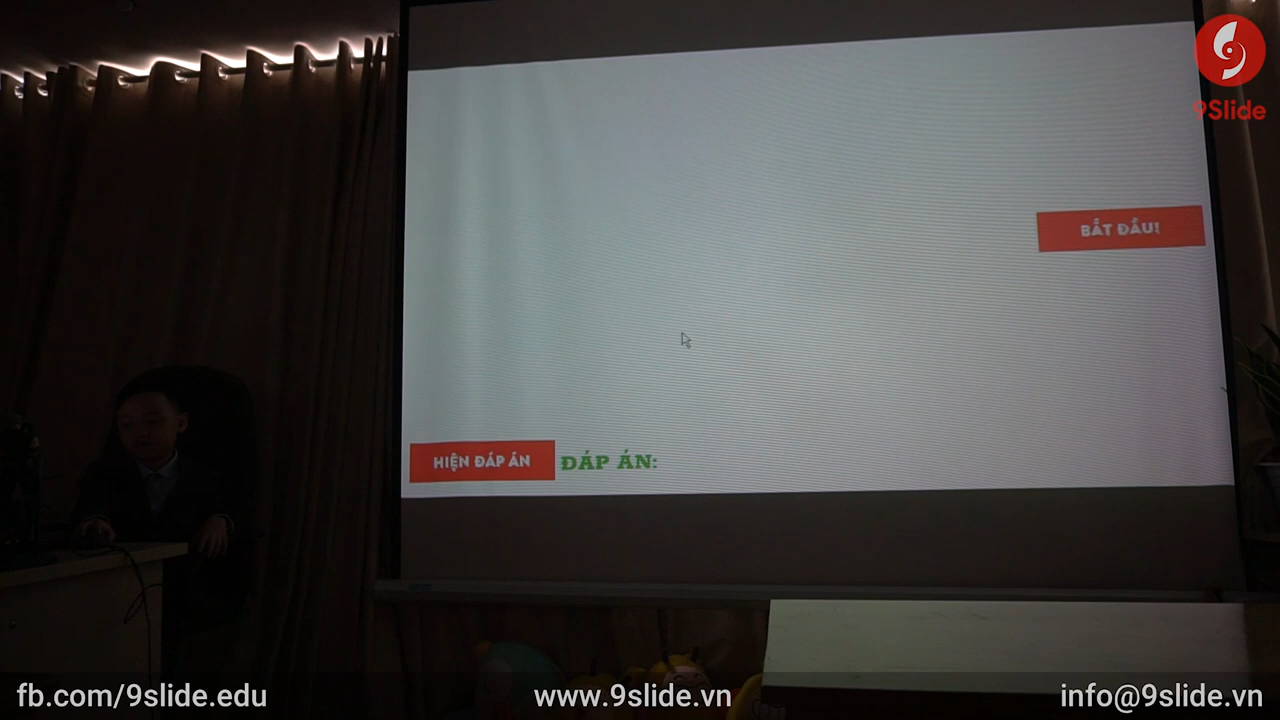 9Slide
BẮT ĐẦU!
HIỆN ĐÁP ÁN
ĐÁP ÁN:
fb.com/9slide.edu
www.9slide.vn
info@9slide.vn